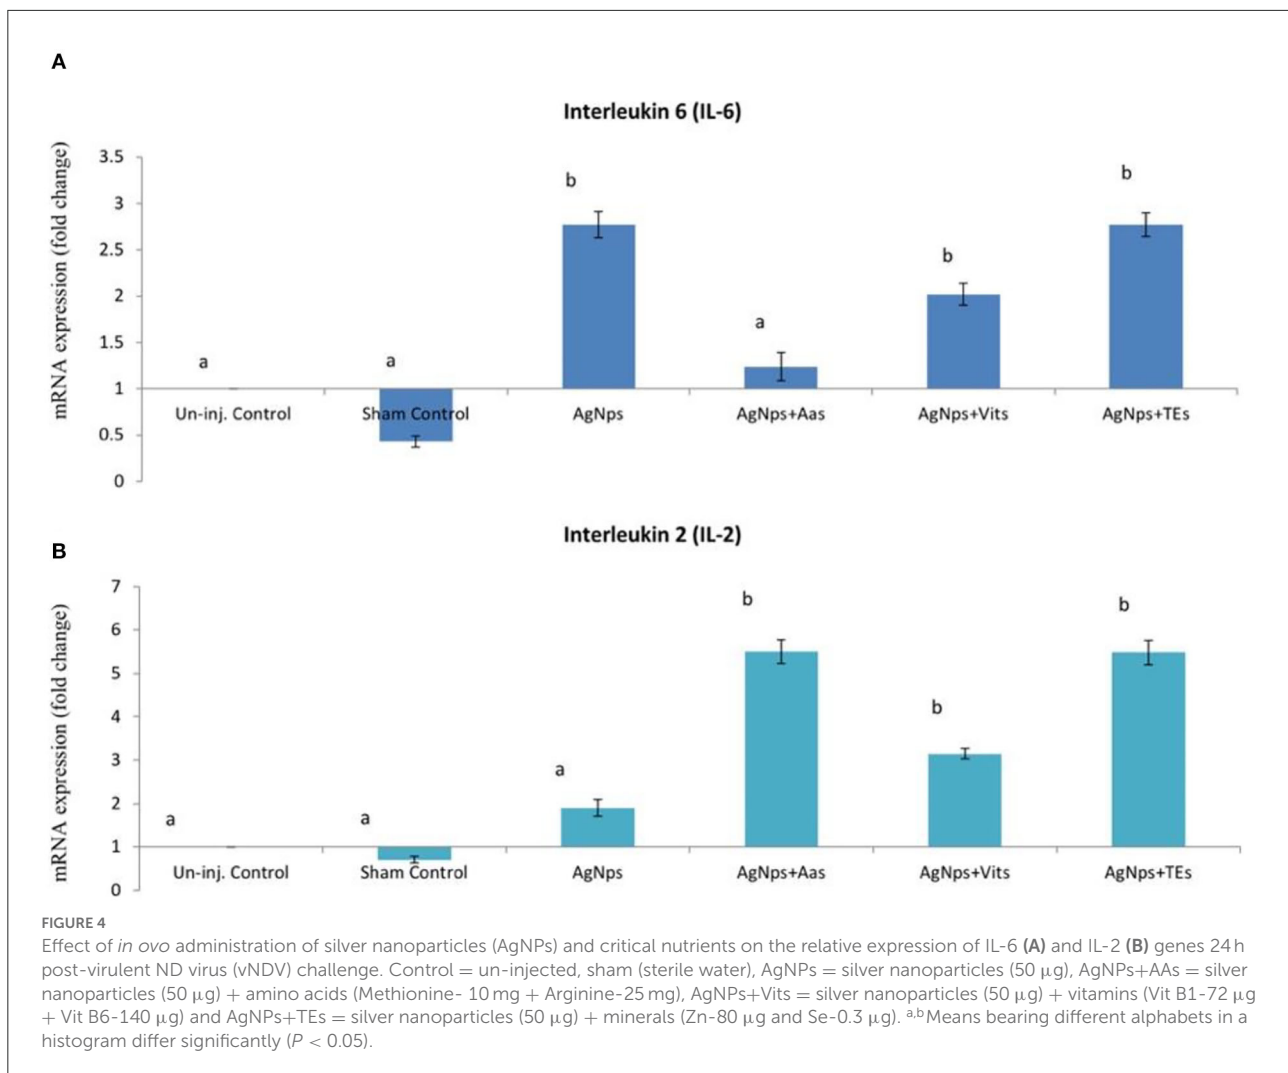 A
Interleukin 6 (IL-6)
mRNA expression (fold change)
3.5
3
2.5
2
1.5
1
0.5
0
a
a
b
a
b
b
Un-inj. Control
Sham Control
AgNps
AgNps+Aas
AgNps+Vits
AgNps+TEs
B
Interleukin 2 (IL-2)
mRNA expression (fold change)
7
6
5
4
3
2
1
0
a
a
a
b
b
b
Un-inj. Control
Sham Control
AgNps
AgNps+Aas
AgNps+Vits
AgNps+TEs
FIGURE 4
Effect of in ovo administration of silver nanoparticles (AgNPs) and critical nutrients on the relative expression of IL-6 (A) and IL-2 (B) genes 24 h
post-virulent ND virus (vNDV) challenge. Control = un-injected, sham (sterile water), AgNPs = silver nanoparticles (50 μg), AgNPs+AAs = silver
nanoparticles (50 μg) + amino acids (Methionine- 10 mg + Arginine-25 mg), AgNPs+Vits = silver nanoparticles (50 μg) + vitamins (Vit B1-72 μg
+ Vit B6-140 μg) and AgNPs+TEs = silver nanoparticles (50 μg) + minerals (Zn-80 μg and Se-0.3 μg). a,bMeans bearing different alphabets in a
histogram differ significantly (P < 0.05).